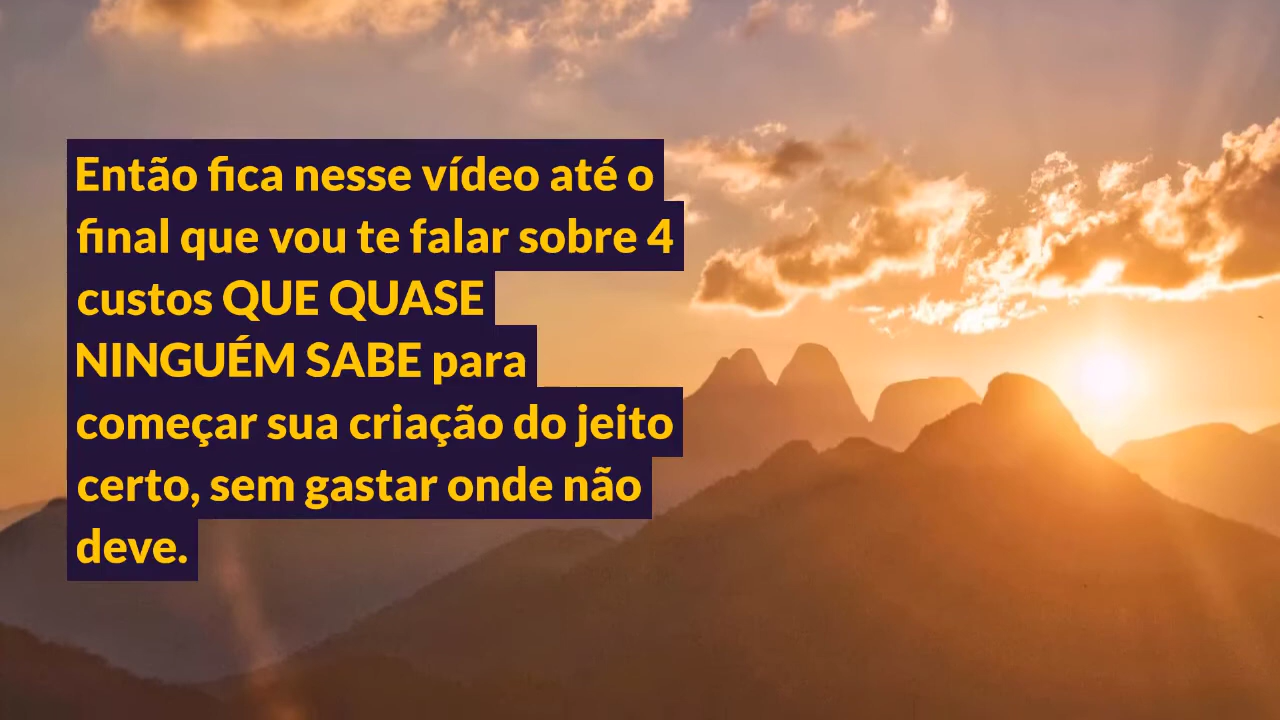 Então fica nesse vídeo até o
final que vou te falar sobre 4
custos QUE QUASE
NINGUÉM SABE para
começar sua criação do jeito
certo, sem gastar onde não
deve.